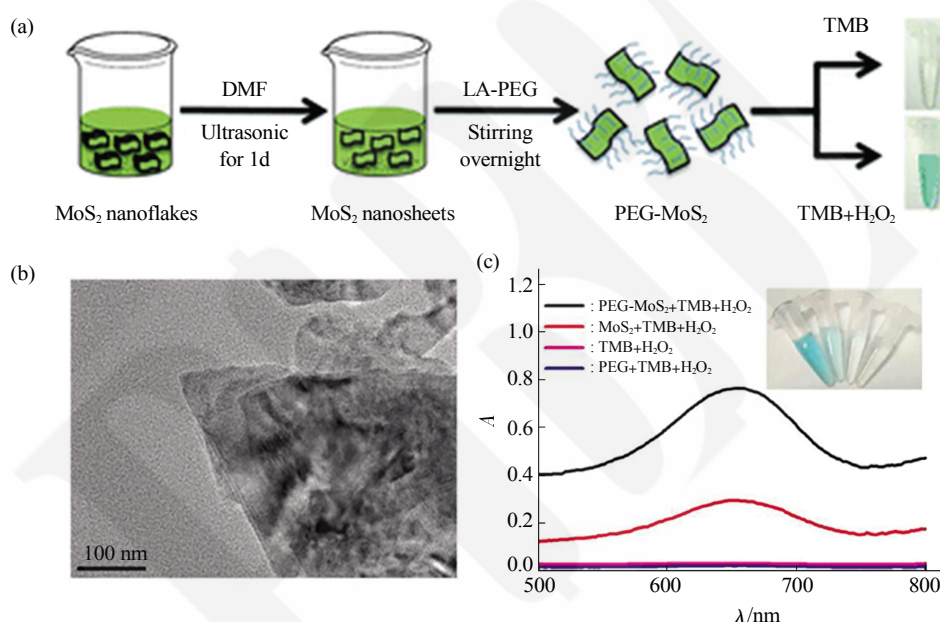 (a)
TMB
DMF
LA-PEG
Ultrasonic
for 1d
Stirring
overnight
MoS₂ nanoflakes
MoS₂ nanosheets
PEG-MoS₂
TMB+H₂O₂
(b)
100 nm
(c)
1.2
1.0
0.8
0.6
0.4
0.2
0.0
A
: PEG-MoS₂+TMB+H₂O₂
: MoS₂+TMB+H₂O₂
: TMB+H₂O₂
: PEG+TMB+H₂O₂
500
600
700
800
λ/nm